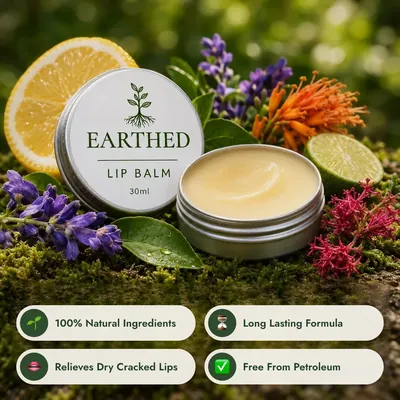 EARTHED
LIP BALM
30ml
100% Natural Ingredients
Long Lasting Formula
Relieves Dry Cracked Lips
Free From Petroleum